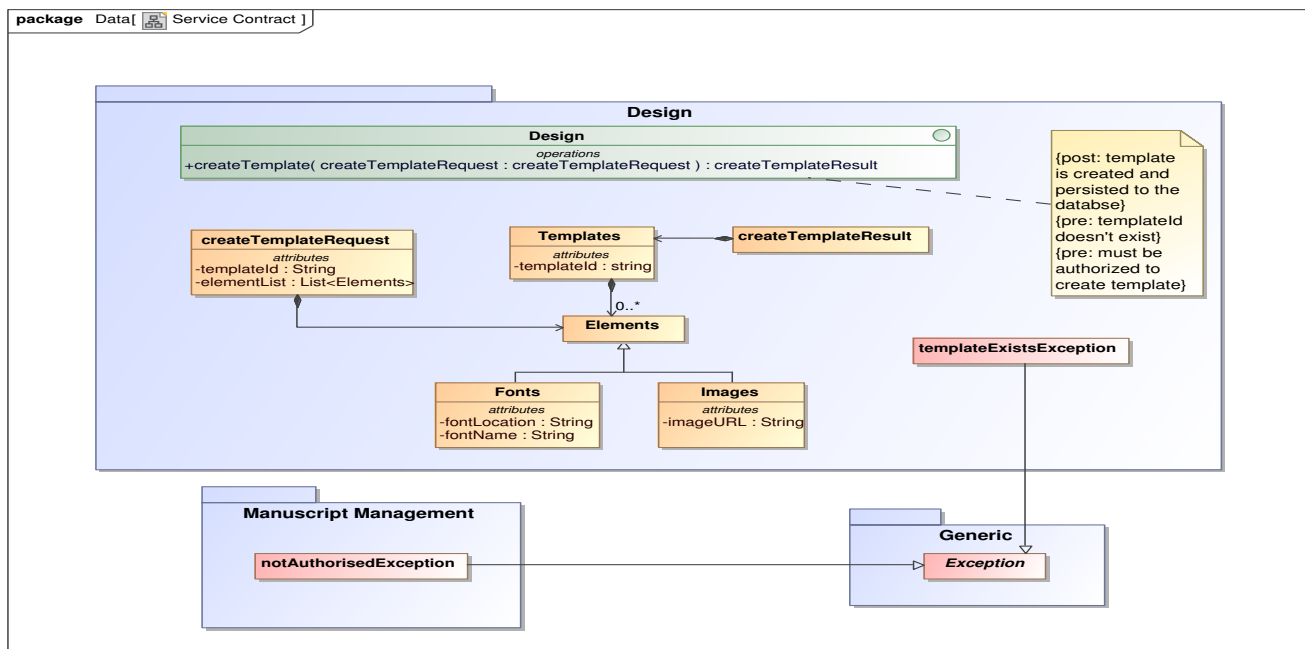 package Data[ Service Contract ]
Design
Design
operations
+createTemplate( createTemplateRequest : createTemplateRequest ) : createTemplateResult
{post: template
is created and
persisted to the
databse}
{pre: templateId
doesn't exist}
{pre: must be
authorized to
create template}
createTemplateRequest
attributes
-templateId : String
-elementList : List<Elements>
Templates
attributes
-templateId : string
createTemplateResult
0..*
Elements
templateExistsException
Fonts
attributes
-fontLocation : String
-fontName : String
Images
attributes
-imageURL : String
Manuscript Management
notAuthorisedException
Generic
Exception